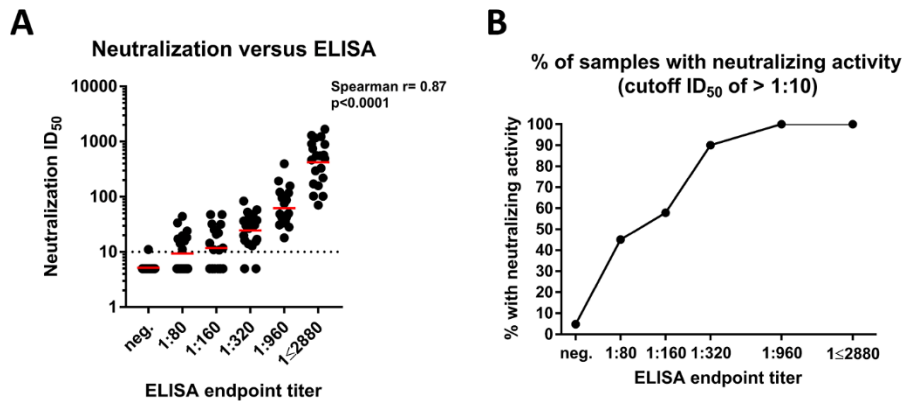 A
Neutralization versus ELISA
Spearman r= 0.87
p<0.0001
Neutralization ID50
10000
1000
100
10
1
neg.
1:80
1:160
1:320
1:960
1≤2880
ELISA endpoint titer
B
% of samples with neutralizing activity
(cutoff ID50 of > 1:10)
% with neutralizing activity
100
90
80
70
60
50
40
30
20
10
0
neg.
1:80
1:160
1:320
1:960
1≤2880
ELISA endpoint titer